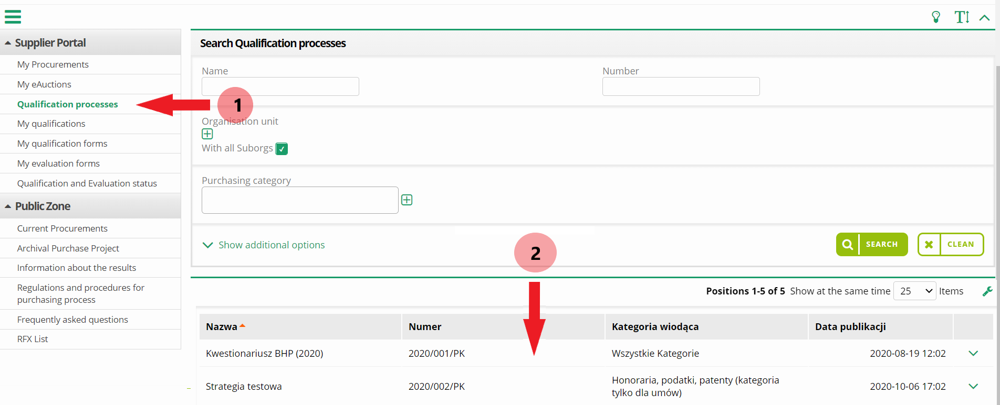 Supplier Portal
My Procurements
My eAuctions
Qualification processes
My qualifications
My qualification forms
My evaluation forms
Qualification and Evaluation status
Public Zone
Current Procurements
Archival Purchase Project
Information about the results
Regulations and procedures for
purchasing process
Frequently asked questions
RFX List
T
Search Qualification processes
Name
Number
1
Organisation unit
With all Suborgs
Purchasing category
Show additional options
2
SEARCH
CLEAN
Positions 1-5 of 5 Show at the same time 25 Items
Nazwa Numer Kategoria wiodąca Data publikacji
Kwestionariusz BHP (2020) 2020/001/PK Wszystkie Kategorie 2020-08-19 12:02
Strategia testowa 2020/002/PK Honoraria, podatki, patenty (kategoria
tylko dla umów) 2020-10-06 17:02